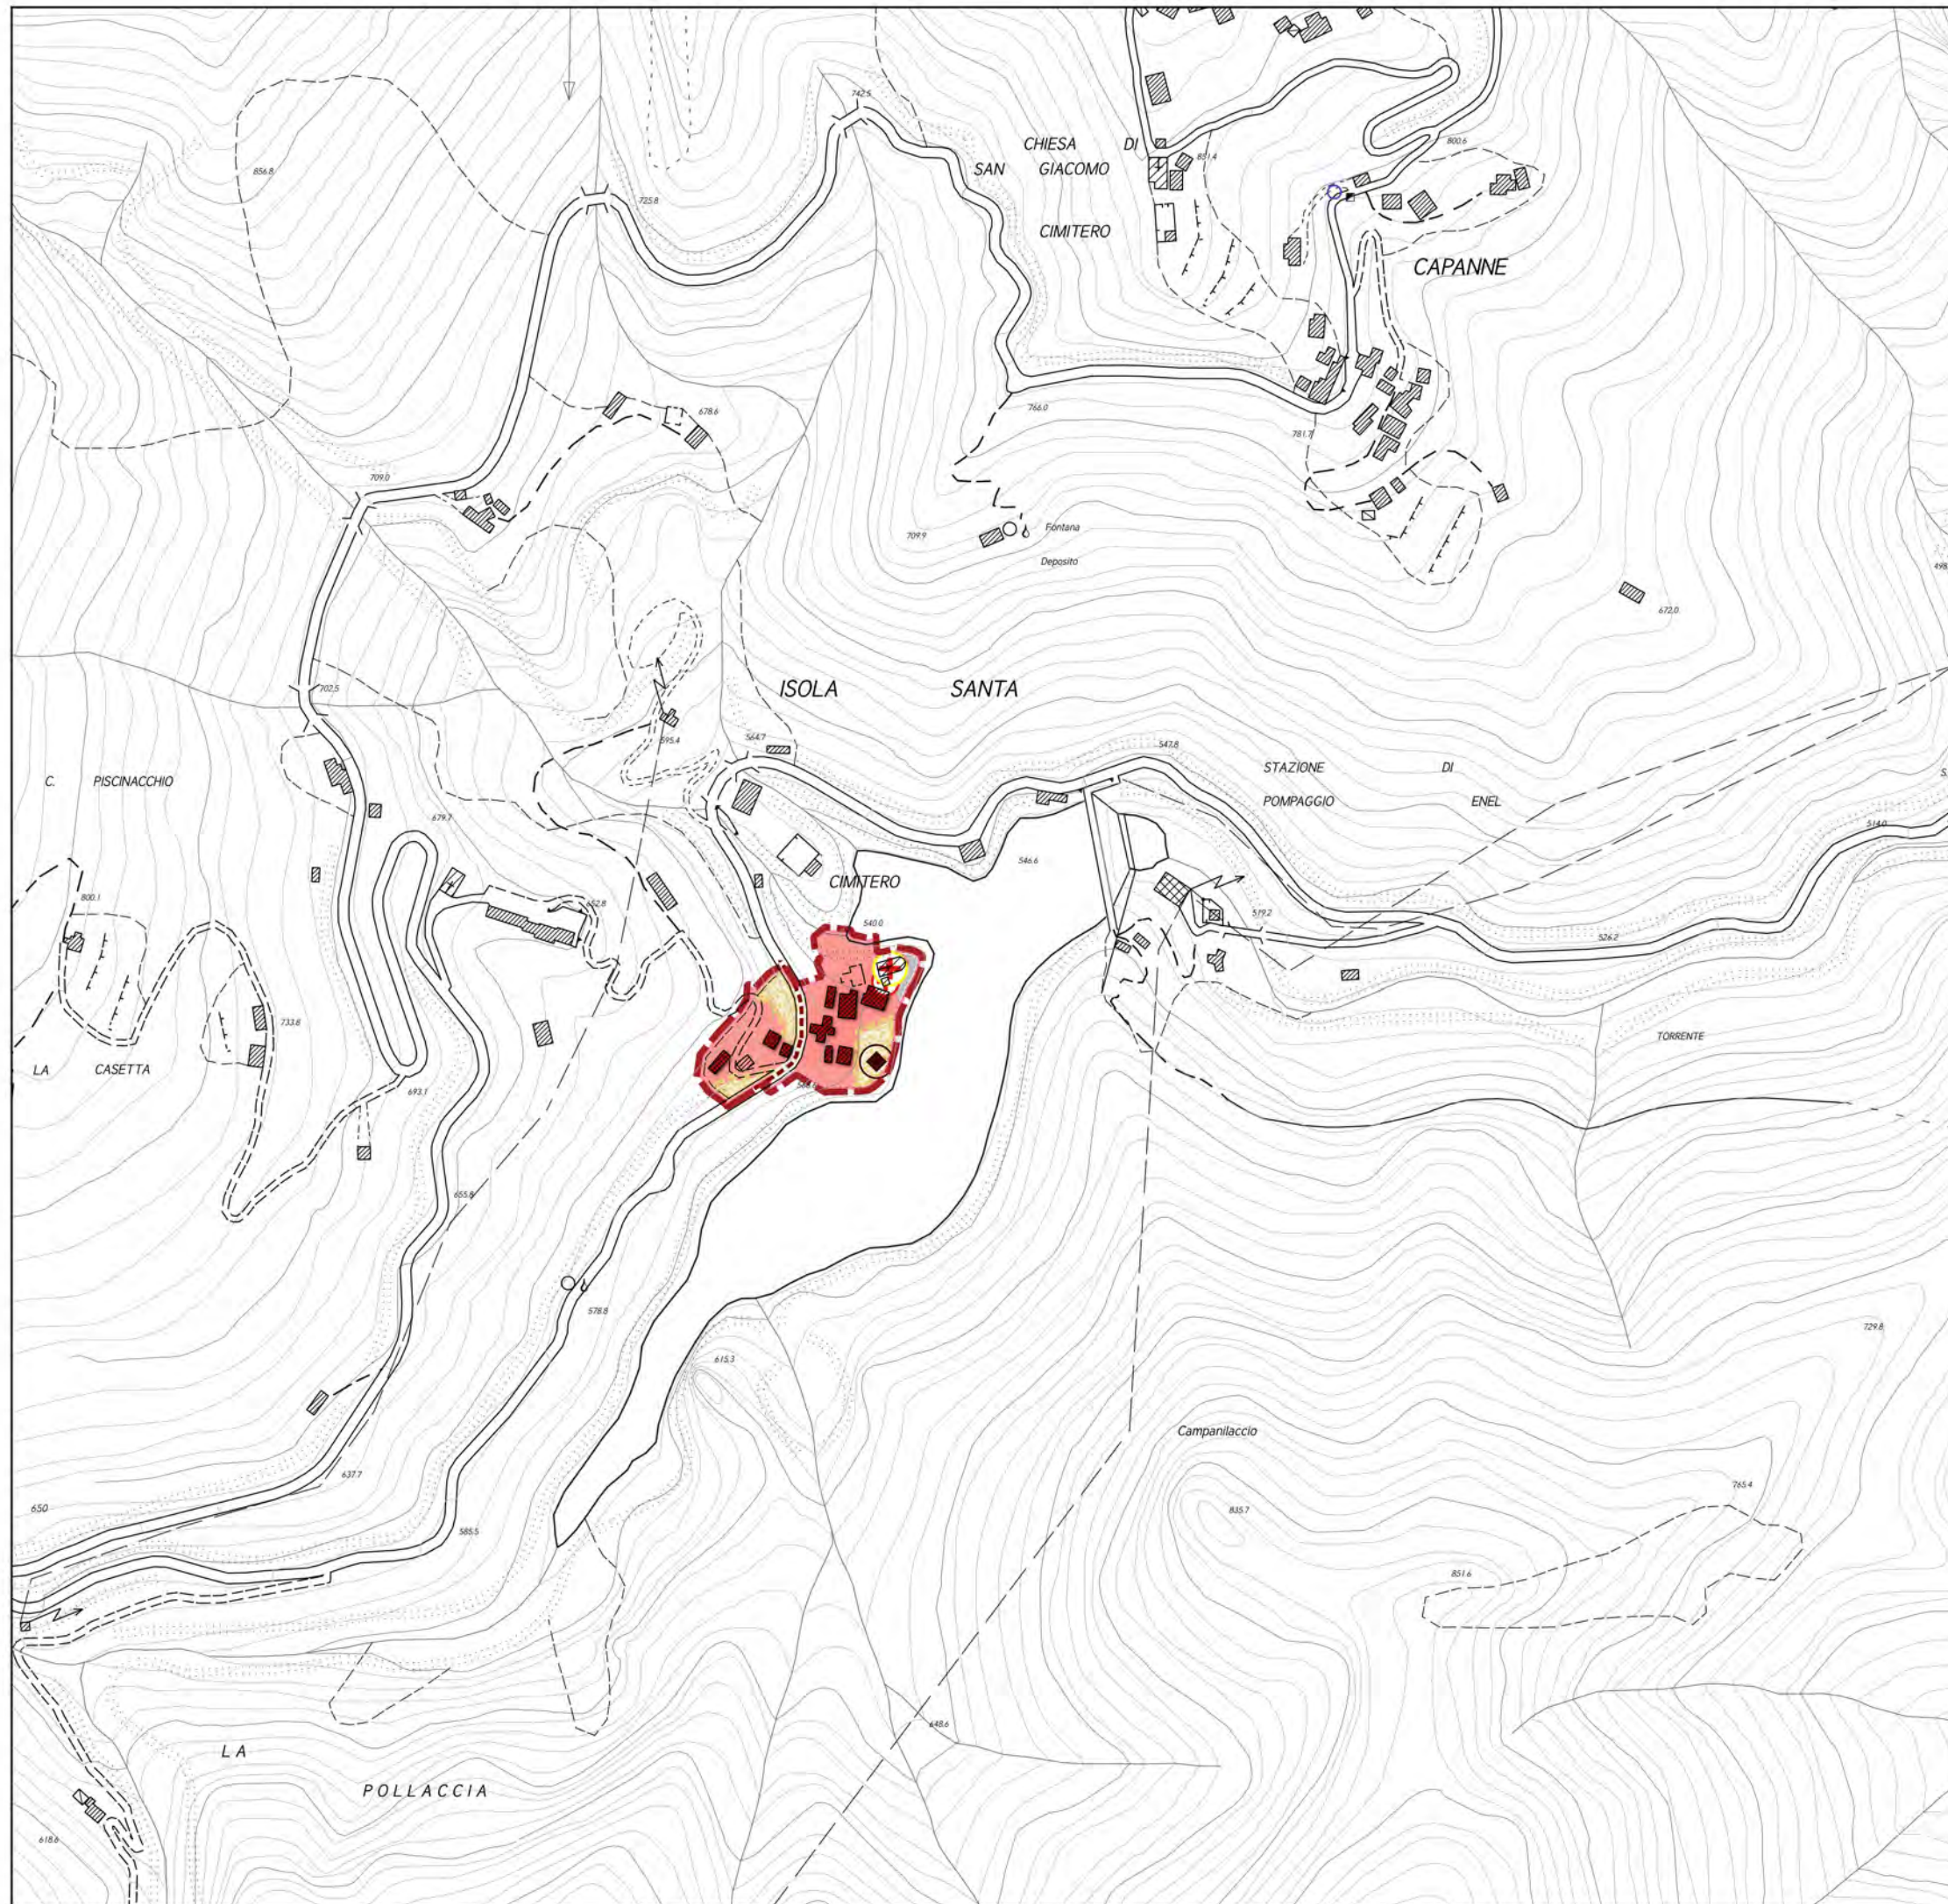 742.5
CHIESA DI
SAN GIACOMO
851.4
800.6
856.8
725.8
CIMITERO
CAPANNE
678.6
766.0
781.7
709.0
709.9
Fontana
Deposito
672.0
702.5
ISOLA SANTA
595.4
564.7
547.8
C. PISCINACCHIO
STAZIONE DI
POMPAGGIO ENEL
679.7
514.0
546.6
CIMITERO
800.1
652.8
519.2
540.0
526.2
733.8
TORRENTE
LA CASETTA
693.1
655.8
578.8
729.8
615.3
Campanilaccio
637.7
765.4
650
835.7
585.5
851.6
648.6
LA
POLLACCIA
618.6